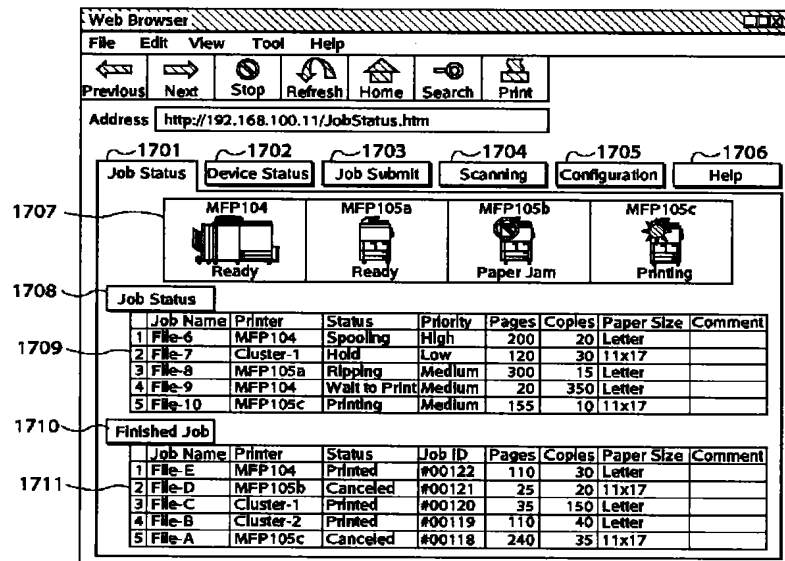 Web Browser
File Edit View Tool Help
Previous Next Stop Refresh Home Search Print
Address http://192.168.100.11/JobStatus.htm
1701 1702 1703 1704 1705 1706
Job Status Device Status Job Submit Scanning Configuration Help
1707
MFP104 MFP105a MFP105b MFP105c
Ready Ready Paper Jam Printing
1708
Job Status
Job Name Printer Status Priority Pages Copies Paper Size Comment
1 File-6 MFP104 Spooling High 200 20 Letter
1709
2 File-7 Cluster-1 Hold Low 120 30 11x17
3 File-8 MFP105a Ripping Medium 300 15 Letter
4 File-9 MFP104 Wait to Print Medium 20 350 Letter
5 File-10 MFP105c Printing Medium 155 10 11x17
1710
Finished Job
Job Name Printer Status Job ID Pages Copies Paper Size Comment
1 File-E MFP104 Printed #00122 110 30 Letter
1711
2 File-D MFP105b Canceled #00121 25 20 11x17
3 File-C Cluster-1 Printed #00120 35 150 Letter
4 File-B Cluster-2 Printed #00119 110 40 Letter
5 File-A MFP105c Canceled #00118 240 35 11x17